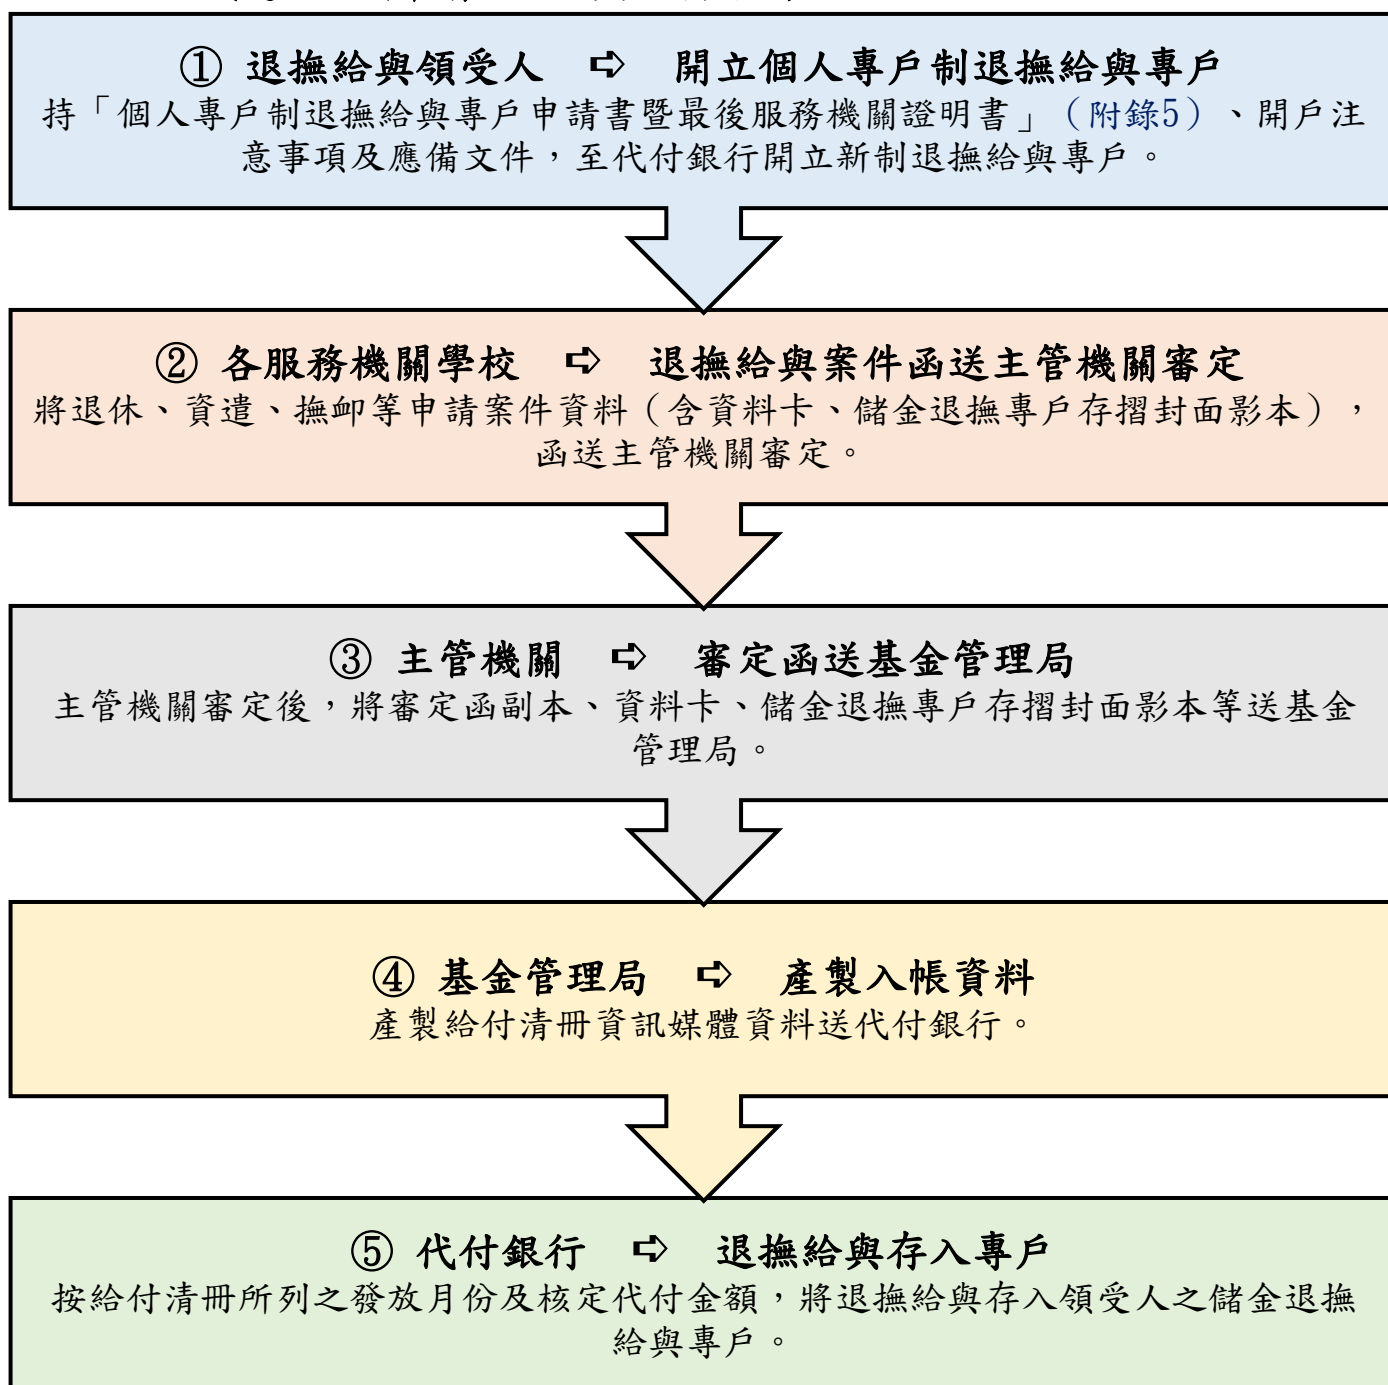 ① 退撫給與領受人 ➪ 開立個人專戶制退撫給與專戶
持「個人專戶制退撫給與專戶申請書暨最後服務機關證明書」（附錄5）、開戶注
意事項及應備文件，至代付銀行開立新制退撫給與專戶。
② 各服務機關學校 ➪ 退撫給與案件函送主管機關審定
將退休、資遣、撫卹等申請案件資料（含資料卡、儲金退撫專戶存摺封面影本），
函送主管機關審定。
③ 主管機關 ➪ 審定函送基金管理局
主管機關審定後，將審定函副本、資料卡、儲金退撫專戶存摺封面影本等送基金
管理局。
④ 基金管理局 ➪ 產製入帳資料
產製給付清冊資訊媒體資料送代付銀行。
⑤ 代付銀行 ➪ 退撫給與存入專戶
按給付清冊所列之發放月份及核定代付金額，將退撫給與存入領受人之儲金退撫
給與專戶。